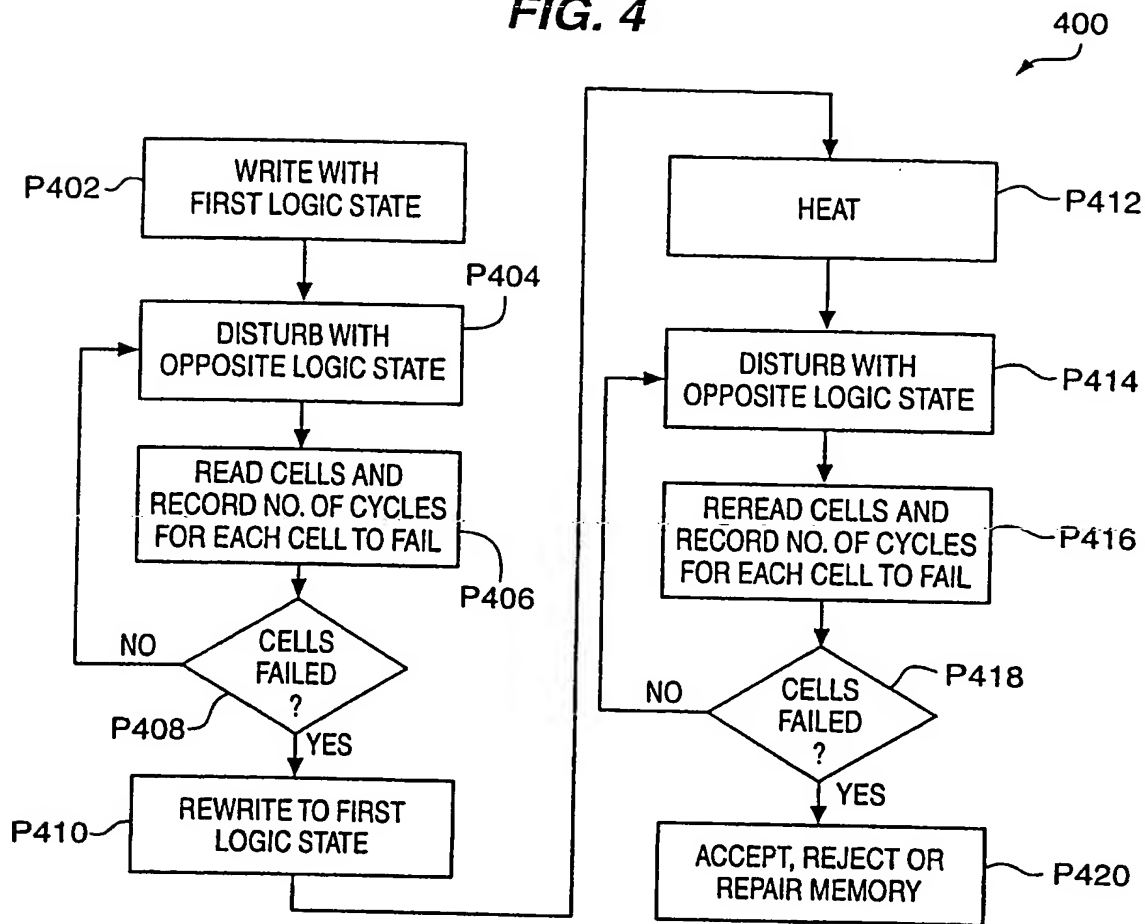 FIG. 4
400
P402
WRITE WITH
FIRST LOGIC STATE
P404
DISTURB WITH
OPPOSITE LOGIC STATE
READ CELLS AND
RECORD NO. OF CYCLES
FOR EACH CELL TO FAIL
P406
CELLS
FAILED
?
NO
P408
YES
P410
REWRITE TO FIRST
LOGIC STATE
HEAT
P412
DISTURB WITH
OPPOSITE LOGIC STATE
P414
REREAD CELLS AND
RECORD NO. OF CYCLES
FOR EACH CELL TO FAIL
P416
CELLS
FAILED
?
P418
NO
YES
ACCEPT, REJECT OR
REPAIR MEMORY
P420